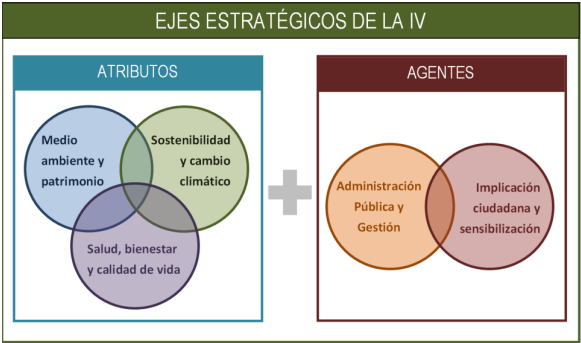 EJES ESTRATÉGICOS DE LA IV
ATRIBUTOS
Medio
ambiente y
patrimonio
Sostenibilidad
y cambio
climático
Salud, bienestar
y calidad de vida
AGENTES
Administración
Pública y
Gestión
Implicación
ciudadana y
sensibilización